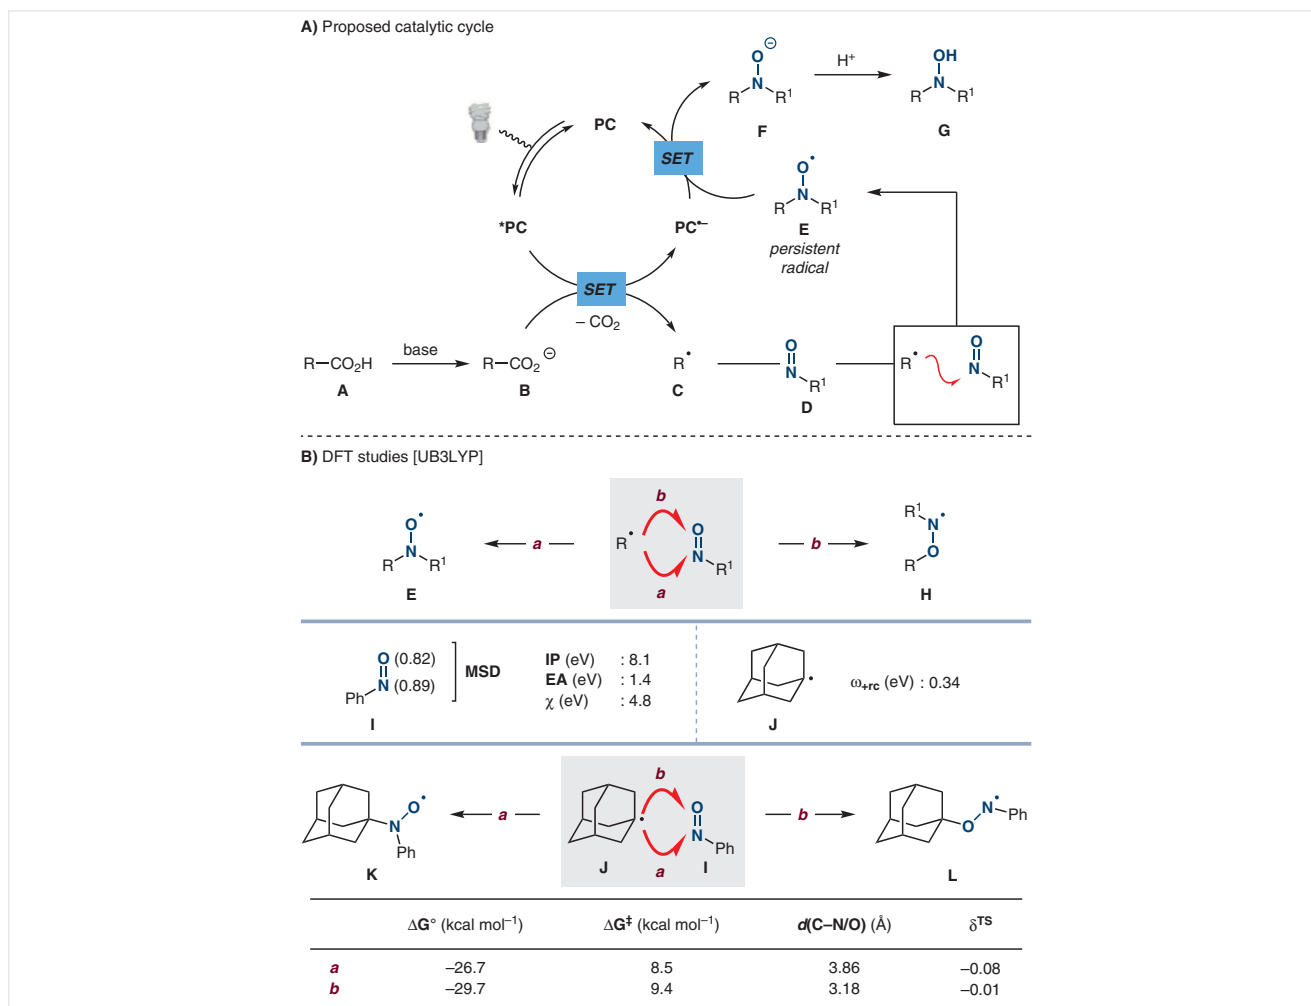 A) Proposed catalytic cycle
O⊖
N
R R¹
F
H⁺
OH
N
R R¹
G
PC
SET
O•
N
R R¹
E
persistent
radical
*PC
PC•–
SET
– CO₂
R–CO₂H
A
base
R–CO₂⊖
B
R•
C
O
N
R¹
D
R•
O
N
R¹
B) DFT studies [UB3LYP]
O•
N
R R¹
E
a
b
R•
O
N
R¹
a
b
R¹
N•
O
R
H
O (0.82)
N (0.89)
Ph
I
MSD
IP (eV) : 8.1
EA (eV) : 1.4
χ (eV) : 4.8
•
J
ω+rc (eV) : 0.34
O•
N
Ph
K
a
b
•
O
N
Ph
J
a
I
b
N•
Ph
O
L
ΔG° (kcal mol⁻¹) ΔG‡ (kcal mol⁻¹) d(C–N/O) (Å) δᵀˢ
a –26.7 8.5 3.86 –0.08
b –29.7 9.4 3.18 –0.01